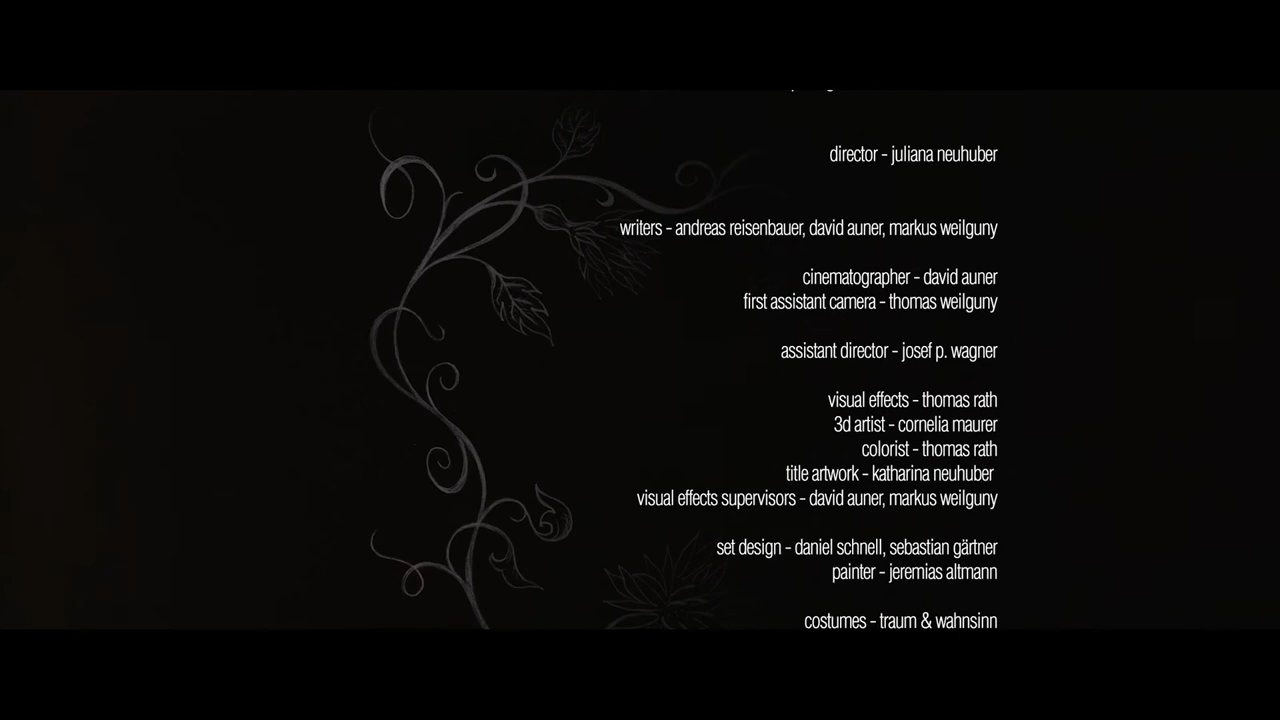 director - juliana neuhuber
writers - andreas reisenbauer, david auner, markus weilguny
cinematographer - david auner
first assistant camera - thomas weilguny
assistant director - josef p. wagner
visual effects - thomas rath
3d artist - cornelia maurer
colorist - thomas rath
title artwork - katharina neuhuber
visual effects supervisors - david auner, markus weilguny
set design - daniel schnell, sebastian gärtner
painter - jeremias altmann
costumes - traum & wahnsinn